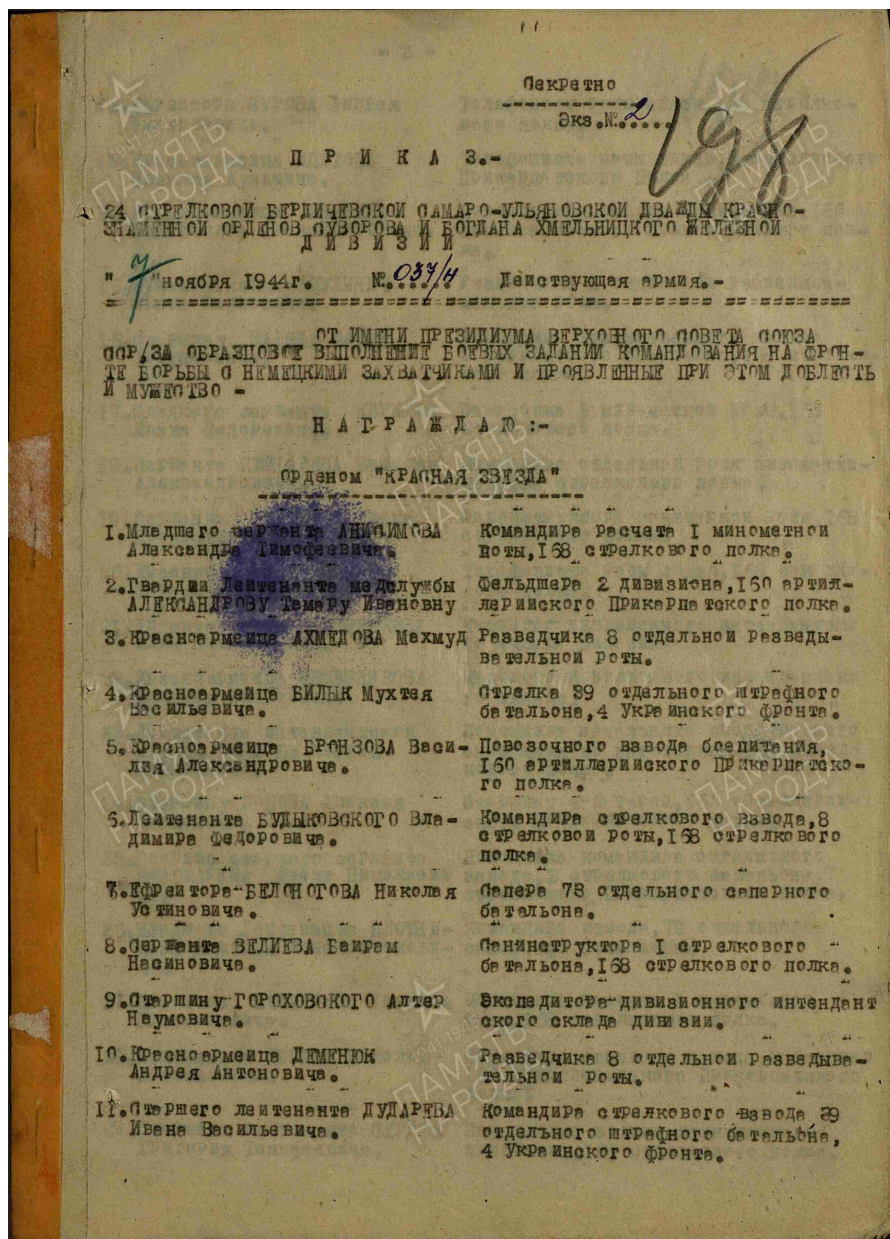 Секретно
Экз.№.2....
198
П Р И К А З.-
24 СТРЕЛКОВОЙ БЕРДИЧЕВСКОЙ САМАРО-УЛЬЯНОВСКОЙ ДВАЖДЫ КРАСНО-
ЗНАМЕННОЙ ОРДЕНОВ СУВОРОВА И БОГДАНА ХМЕЛЬНИЦКОГО ЖЕЛЕЗНОЙ
Д И В И З И И
"7"ноября 1944г. №.037/н Действующая армия.-
ОТ ИМЕНИ ПРЕЗИДИУМА ВЕРХОВНОГО СОВЕТА СОЮЗА
ССР/ЗА ОБРАЗЦОВОЕ ВЫПОЛНЕНИЕ БОЕВЫХ ЗАДАНИЙ КОМАНДОВАНИЯ НА ФРОН-
ТЕ БОРЬБЫ С НЕМЕЦКИМИ ЗАХВАТЧИКАМИ И ПРОЯВЛЕННЫЕ ПРИ ЭТОМ ДОБЛЕСТЬ
И МУЖЕСТВО -
Н А Г Р А Ж Д А Ю :-
Орденом "КРАСНАЯ ЗВЕЗДА"
1.Младшего сержанта АНИСИМОВА Командира расчета I минометной
Александра Тимофеевича. роты,168 стрелкового полка.
2.Гвардии Лейтенанта медслужбы Фельдшера 2 дивизиона,160 артил-
АЛЕКСАНДРОВУ Тамару Ивановну лерийского Прикарпатского полка.
3.Красноармейца АХМЕДОВА Махмуд Разведчика 8 отдельной Разведы-
вательной роты.
4.Красноармейца БИЛЫК Мухтея Стрелка 39 отдельного штрафного
Васильевича. батальона,4 Украинского фронта.
5.Красноармейца БРОНЗОВА Васи- Повозочного взвода боепитания,
лия Александровича. 160 артиллерийского Прикарпатско-
го полка.
6.Лейтенанта БУДЫКОВСКОГО Вла- Командира стрелкового взвода,8
димира Федоровича. стрелковой роты,168 стрелкового
полка.
7.Ефрейтора БЕЛОНОГОВА Николая Сапера 78 отдельного саперного
Устиновича. батальона.
8.Сержанта ВЕЛИЕВА Байрам Санинструктора I стрелкового
Насиновича. батальона,168 стрелкового полка.
9.Старшину ГОРОХОВСКОГО Алтер Экспедитора дивизионного интендант
Наумовича. ского склада дивизии.
10.Красноармейца ДЕМЕНЮК Разведчика 8 отдельной разведыва-
Андрея Антоновича. тельной роты.
11.Старшего лейтенанта ДУДАРЕВА Командира стрелкового взвода 39
Ивана Васильевича. отдельного штрафного батальона,
4 Украинского фронта.